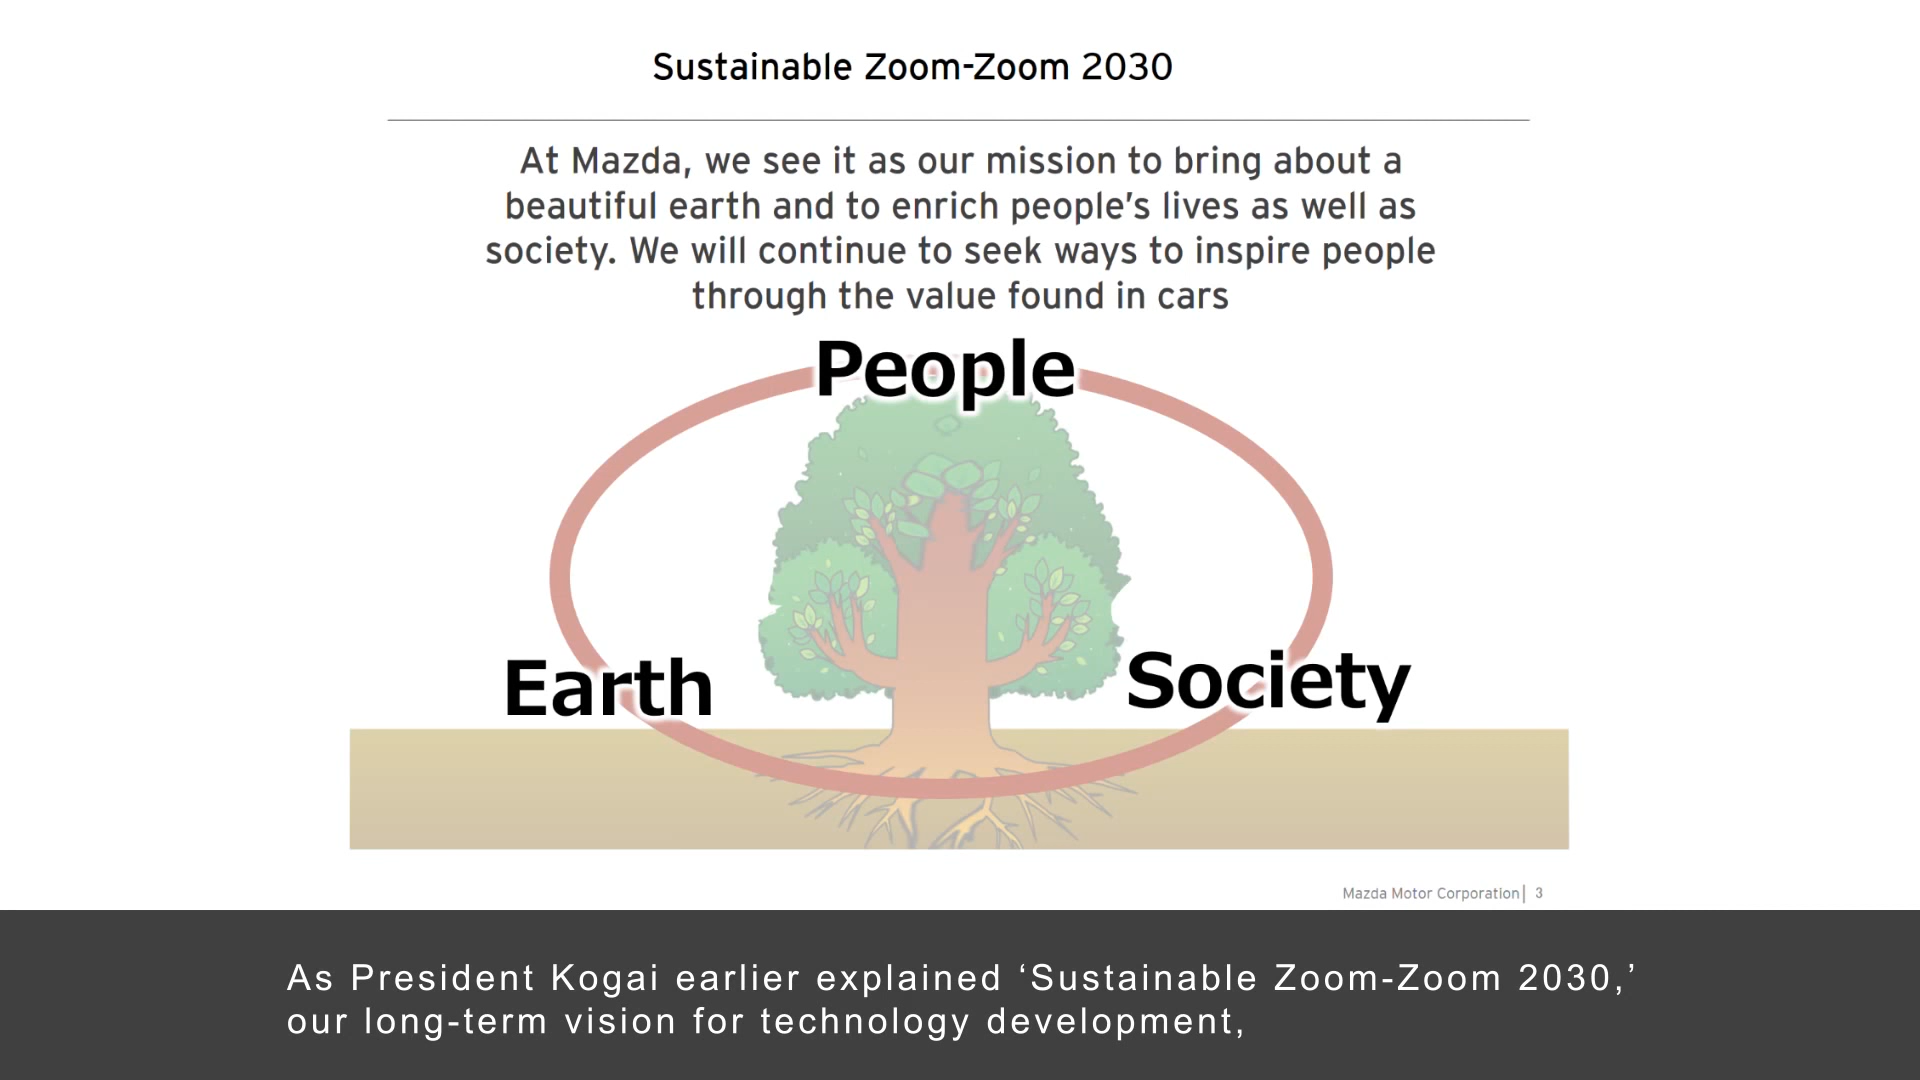 Sustainable Zoom-Zoom 2030
At Mazda, we see it as our mission to bring about a
beautiful earth and to enrich people’s lives as well as
society. We will continue to seek ways to inspire people
through the value found in cars
People
Earth
Society
Mazda Motor Corporation| 3
As President Kogai earlier explained ‘Sustainable Zoom-Zoom 2030,’
our long-term vision for technology development,